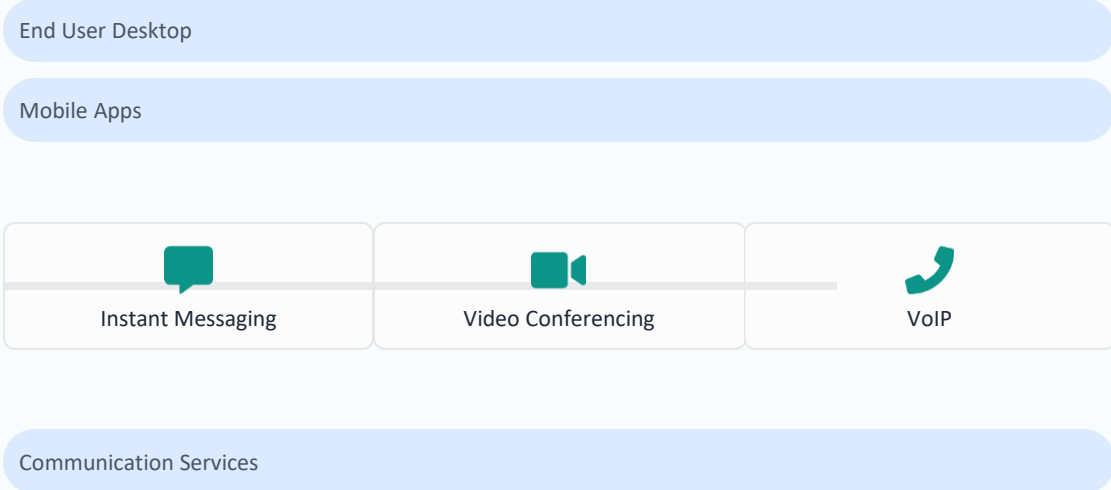 End User Desktop
Mobile Apps
Instant Messaging
Video Conferencing
VoIP
Communication Services